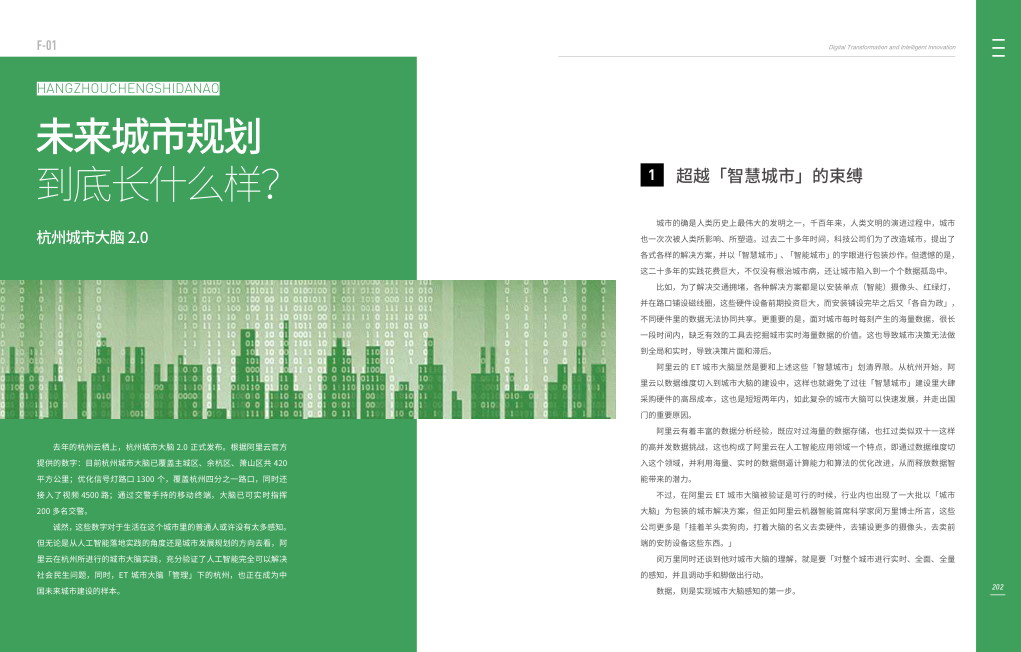 F-01
Digital Transformation and Intelligent Innovation
HANGZHOUCHENGSHIDANAO
未来城市规划
到底长什么样？
杭州城市大脑 2.0
去年的杭州云栖上，杭州城市大脑 2.0 正式发布。根据阿里云官方
提供的数字：目前杭州城市大脑已覆盖主城区、余杭区、萧山区共 420
平方公里；优化信号灯路口 1300 个，覆盖杭州四分之一路口，同时还
接入了视频 4500 路；通过交警手持的移动终端，大脑已可实时指挥
200 多名交警。
诚然，这些数字对于生活在这个城市里的普通人或许没有太多感知。
但无论是从人工智能落地实践的角度还是城市发展规划的方向去看，阿
里云在杭州所进行的城市大脑实践，充分验证了人工智能完全可以解决
社会民生问题，同时，ET 城市大脑「管理」下的杭州，也正在成为中
国未来城市建设的样本。
1 超越「智慧城市」的束缚
城市的确是人类历史上最伟大的发明之一，千百年来，人类文明的演进过程中，城市
也一次次被人类所影响、所塑造。过去二十多年时间，科技公司们为了改造城市，提出了
各式各样的解决方案，并以「智慧城市」、「智能城市」的字眼进行包装炒作。但遗憾的是，
这二十多年的实践花费巨大，不仅没有根治城市病，还让城市陷入到一个个数据孤岛中。
比如，为了解决交通拥堵，各种解决方案都是以安装单点（智能）摄像头、红绿灯，
并在路口铺设磁线圈，这些硬件设备前期投资巨大，而安装铺设完毕之后又「各自为政」，
不同硬件里的数据无法协同共享。更重要的是，面对城市每时每刻产生的海量数据，很长
一段时间内，缺乏有效的工具去挖掘城市实时海量数据的价值。这也导致城市决策无法做
到全局和实时，导致决策片面和滞后。
阿里云的 ET 城市大脑显然是要和上述这些「智慧城市」划清界限。从杭州开始，阿
里云以数据维度切入到城市大脑的建设中，这样也就避免了过往「智慧城市」建设里大肆
采购硬件的高昂成本，这也是短短两年内，如此复杂的城市大脑可以快速发展，并走出国
门的重要原因。
阿里云有着丰富的数据分析经验，既应对过海量的数据存储，也扛过类似双十一这样
的高并发数据挑战，这也构成了阿里云在人工智能应用领域一个特点，即通过数据维度切
入这个领域，并利用海量、实时的数据倒逼计算能力和算法的优化改进，从而释放数据智
能带来的潜力。
不过，在阿里云 ET 城市大脑被验证是可行的时候，行业内也出现了一大批以「城市
大脑」为包装的城市解决方案，但正如阿里云机器智能首席科学家闵万里博士所言，这些
公司更多是「挂着羊头卖狗肉，打着大脑的名义去卖硬件，去铺设更多的摄像头，去卖前
端的安防设备这些东西。」
闵万里同时还谈到他对城市大脑的理解，就是要「对整个城市进行实时、全面、全量
的感知，并且调动手和脚做出行动。
数据，则是实现城市大脑感知的第一步。
202